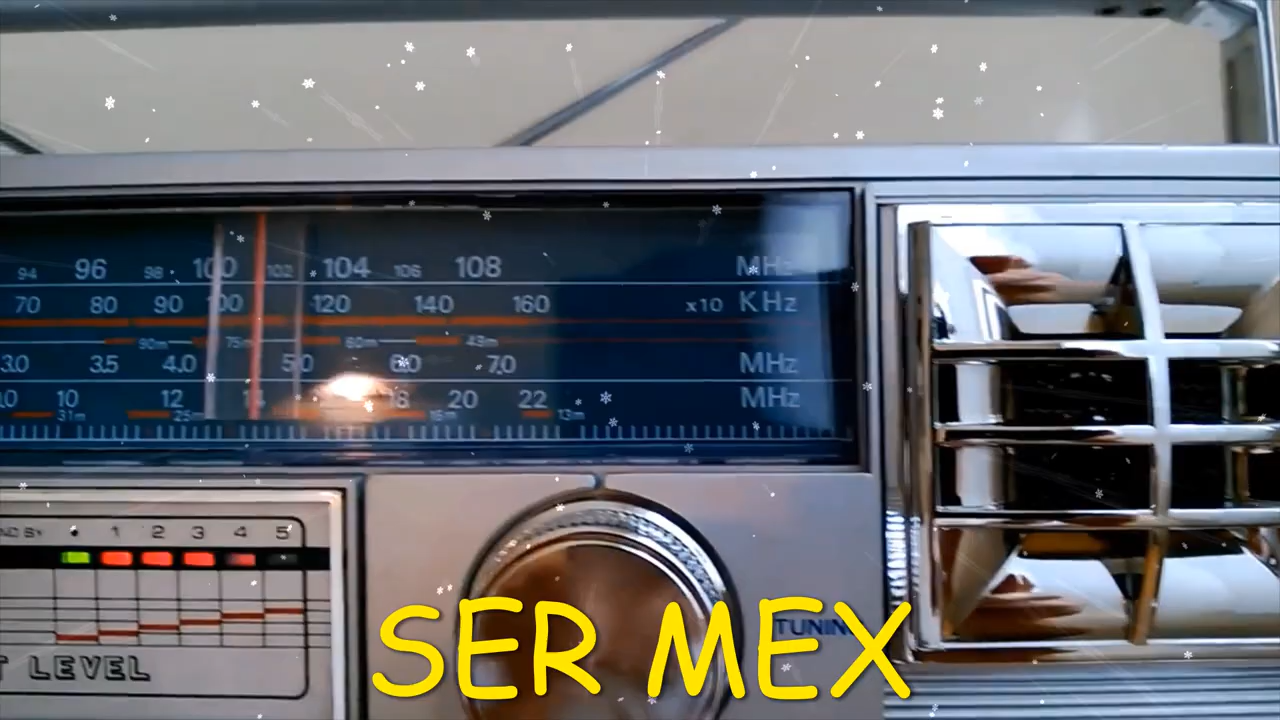 94 96 98 100 102 104 106 108 MHz
70 80 90 100 120 140 160 x10 KHz
90m 75m 60m 49m
3.0 3.5 4.0 5.0 6.0 7.0 MHz
10 12 14 18 20 22 MHz
31m 25m 16m 13m
1 2 3 4 5
LEVEL
TUNING
SER MEX